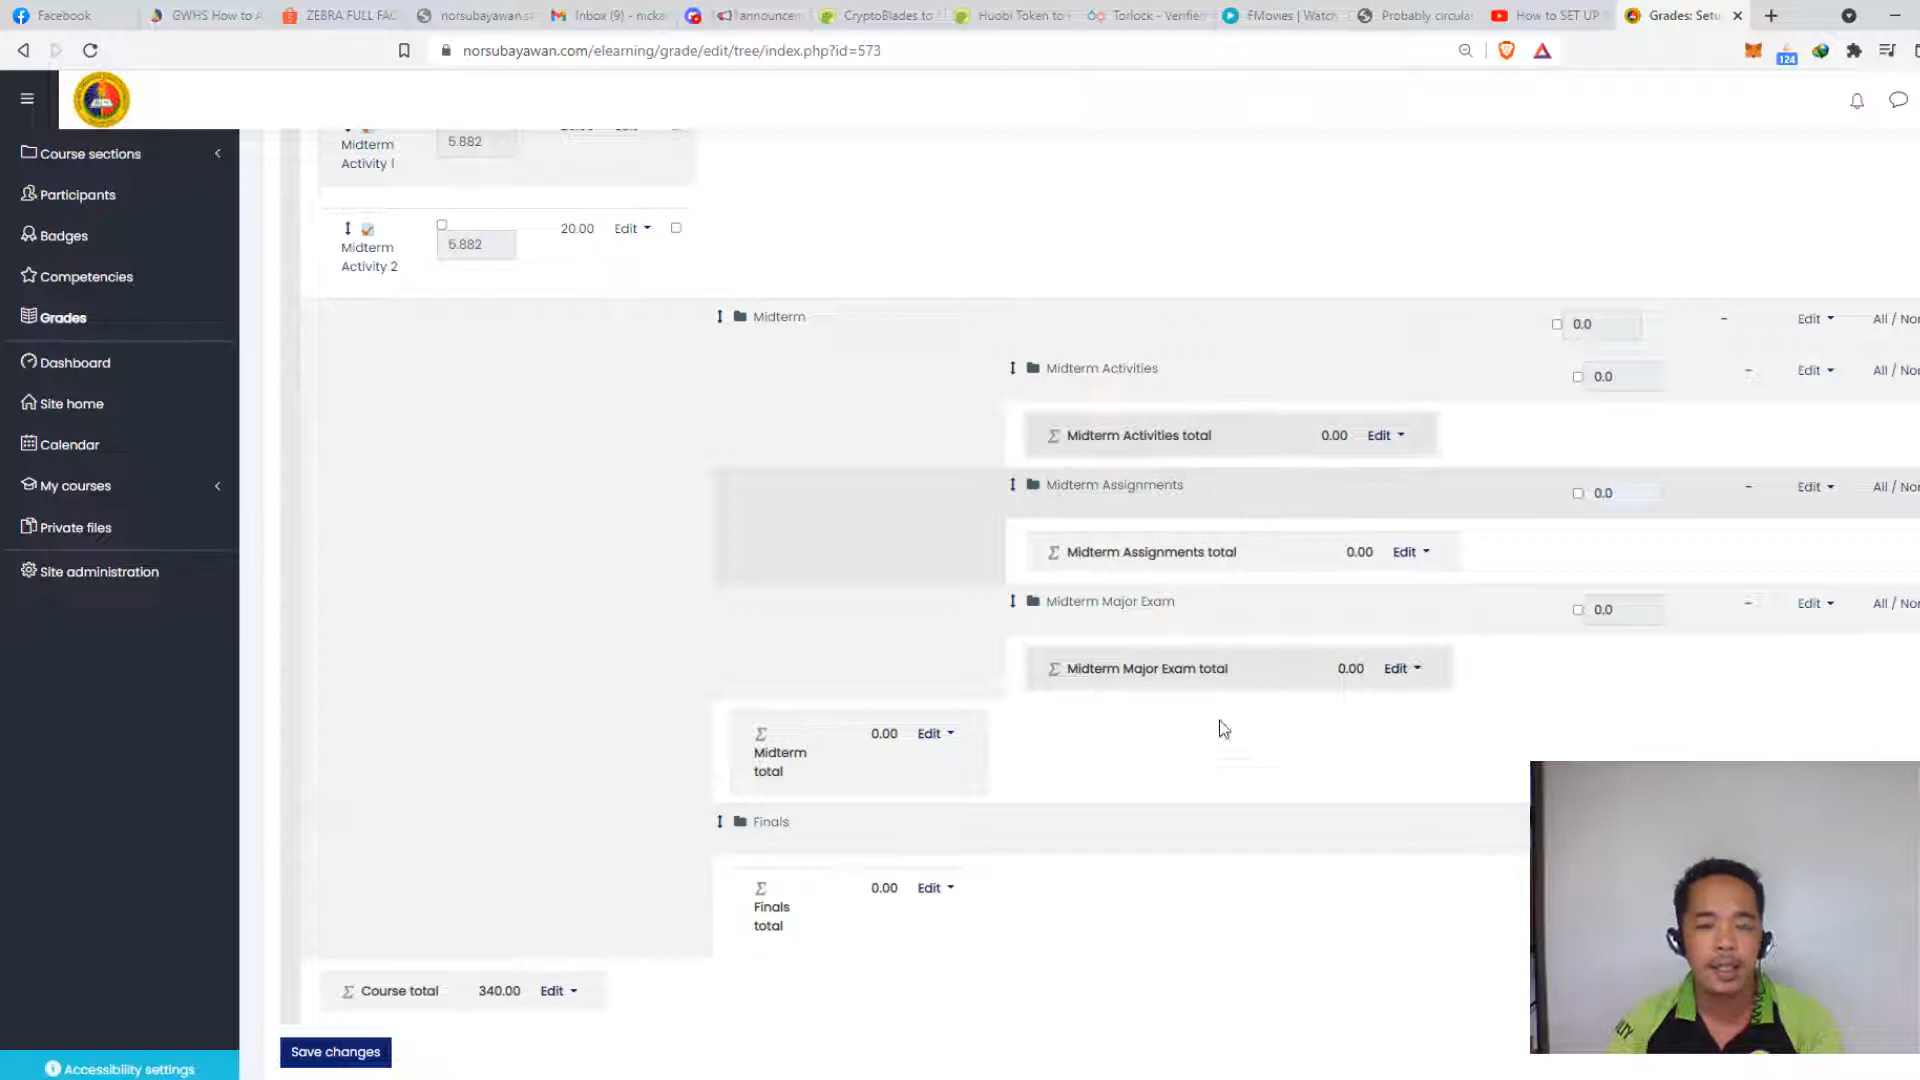 Facebook
GWHS How to A
ZEBRA FULL FAC
norsubayawan.s
Inbox (9) - nicka
announcem
CryptoBlades to
Huobi Token to
Torlock - Verifie
FMovies | Watch
Probably circula
How to SET UP
Grades: Setu
norsubayawan.com/elearning/grade/edit/tree/index.php?id=573
124
Course sections
Participants
Badges
Competencies
Grades
Dashboard
Site home
Calendar
My courses
Private files
Site administration
Accessibility settings
Midterm
Activity 1
5.882
Midterm
Activity 2
5.882
20.00
Edit
Midterm
0.0
-
Edit
All / Nor
Midterm Activities
0.0
-
Edit
All / Nor
Σ Midterm Activities total
0.00
Edit
Midterm Assignments
0.0
-
Edit
All / Nor
Σ Midterm Assignments total
0.00
Edit
Midterm Major Exam
0.0
-
Edit
All / Nor
Σ Midterm Major Exam total
0.00
Edit
Σ
Midterm
total
0.00
Edit
Finals
Σ
Finals
total
0.00
Edit
Σ Course total
340.00
Edit
Save changes